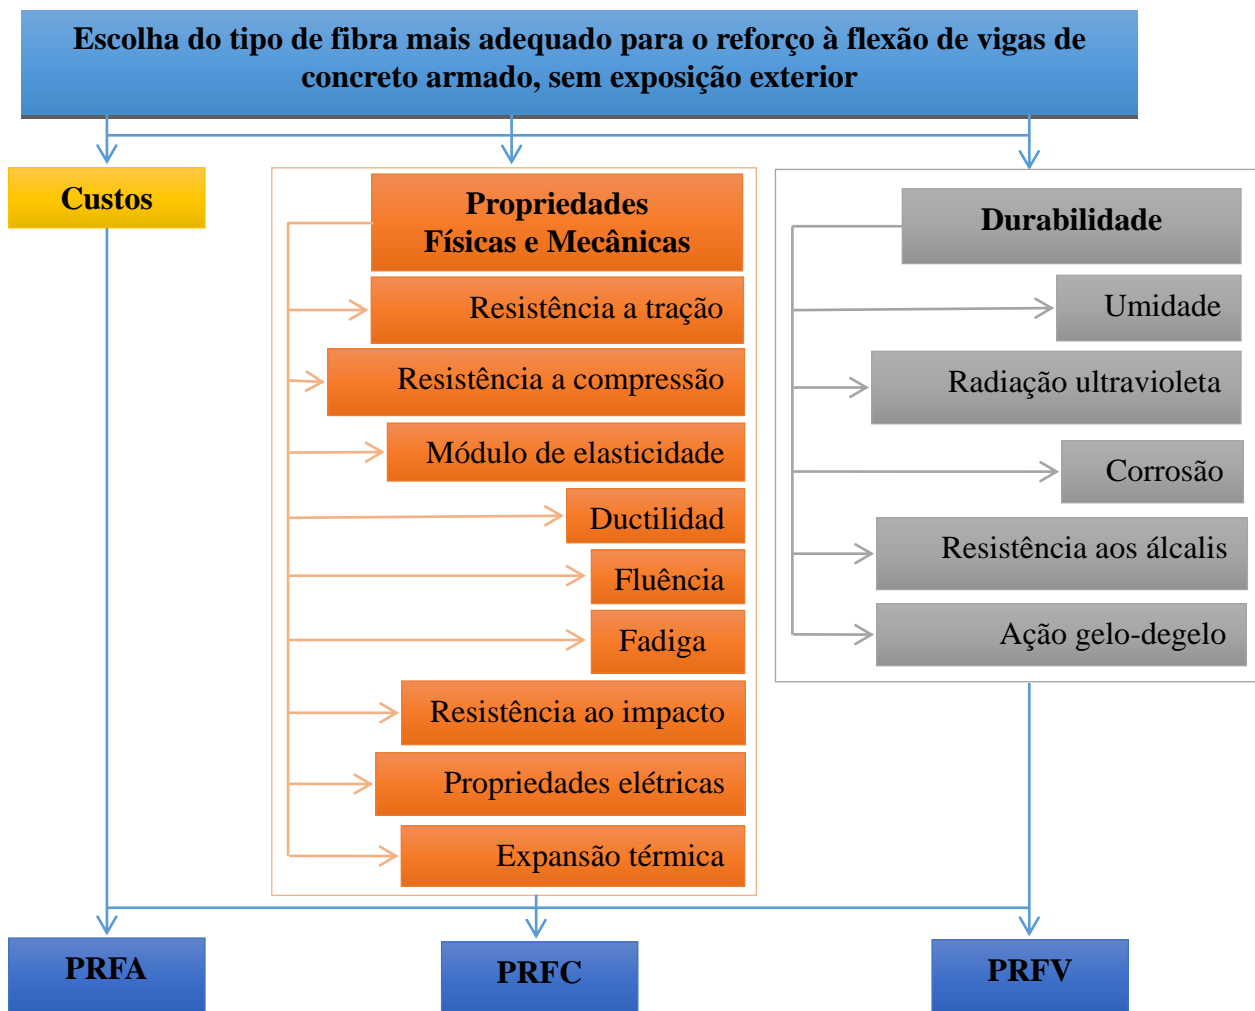 Escolha do tipo de fibra mais adequado para o reforço à flexão de vigas de
concreto armado, sem exposição exterior
Custos
Propriedades
Físicas e Mecânicas
Resistência a tração
Resistência a compressão
Módulo de elasticidade
Ductilidad
Fluência
Fadiga
Resistência ao impacto
Propriedades elétricas
Expansão térmica
Durabilidade
Umidade
Radiação ultravioleta
Corrosão
Resistência aos álcalis
Ação gelo-degelo
PRFA
PRFC
PRFV